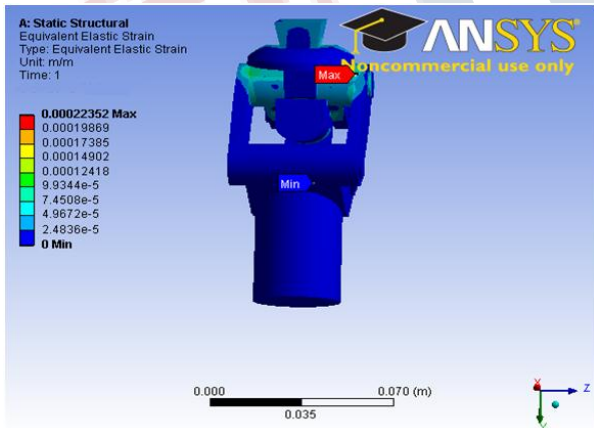 A: Static Structural
Equivalent Elastic Strain
Type: Equivalent Elastic Strain
Unit: m/m
Time: 1
ANSYS
Noncommercial use only
Max
0.00022352 Max
0.00019869
0.00017385
0.00014902
0.00012418
9.9344e-5
7.4508e-5
4.9672e-5
2.4836e-5
0 Min
Min
0.000 0.070 (m)
0.035
X
Z
Y